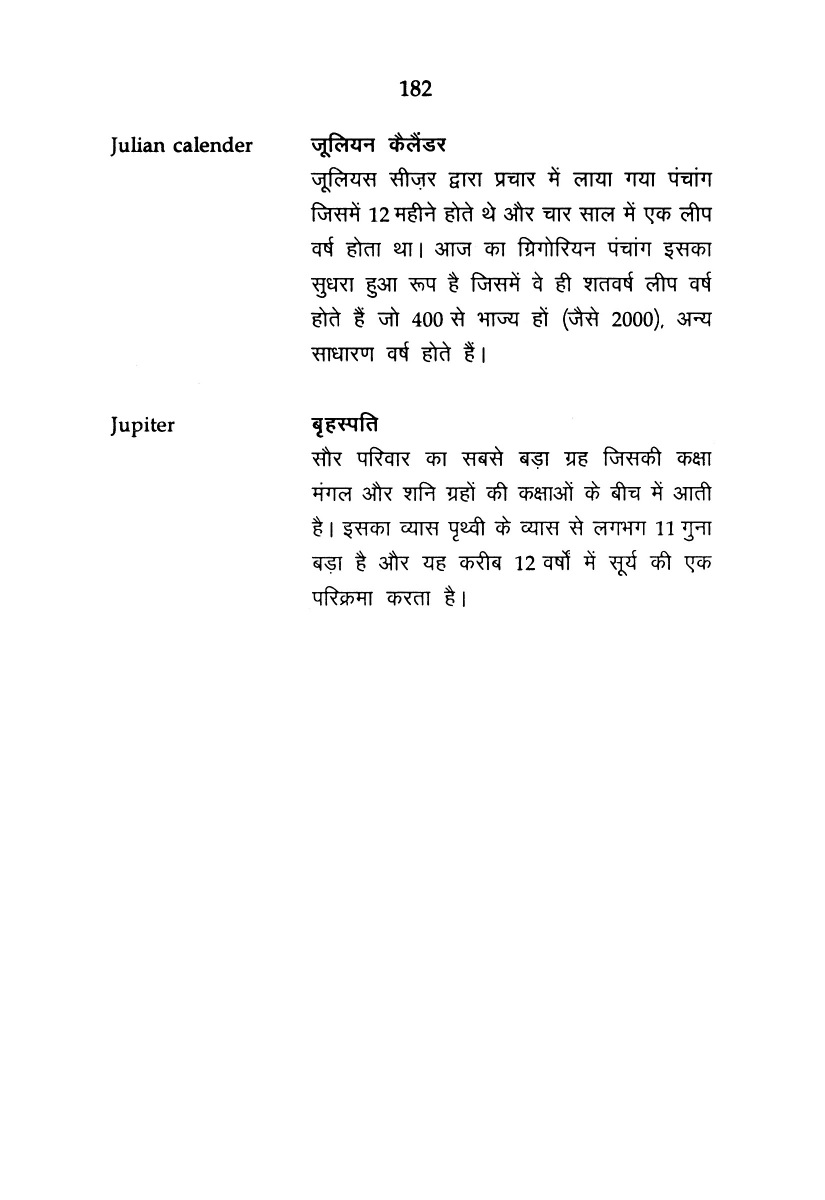 182
Julian calender जूलियन कैलैंडर
जूलियस सीज़र द्वारा प्रचार में लाया गया पंचांग
जिसमें 12 महीने होते थे और चार साल में एक लीप
वर्ष होता था। आज का ग्रिगोरियन पंचांग इसका
सुधरा हुआ रूप है जिसमें वे ही शतवर्ष लीप वर्ष
होते हैं जो 400 से भाज्य हों (जैसे 2000), अन्य
साधारण वर्ष होते हैं।
Jupiter बृहस्पति
सौर परिवार का सबसे बड़ा ग्रह जिसकी कक्षा
मंगल और शनि ग्रहों की कक्षाओं के बीच में आती
है। इसका व्यास पृथ्वी के व्यास से लगभग 11 गुना
बड़ा है और यह करीब 12 वर्षों में सूर्य की एक
परिक्रमा करता है।